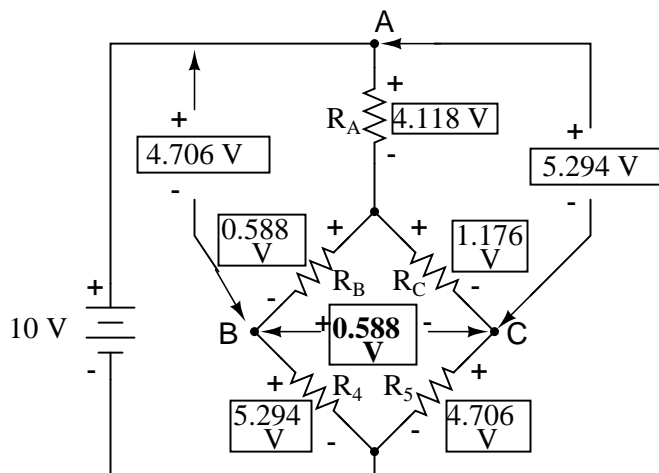 A
+
R_A
4.118 V
-
+
4.706 V
-
+
5.294 V
-
0.588
V
+
+
1.176
V
R_B
R_C
-
-
+
10 V
-
B
+
0.588
V
-
C
+
R_4
R_5
+
5.294
V
-
-
4.706
V